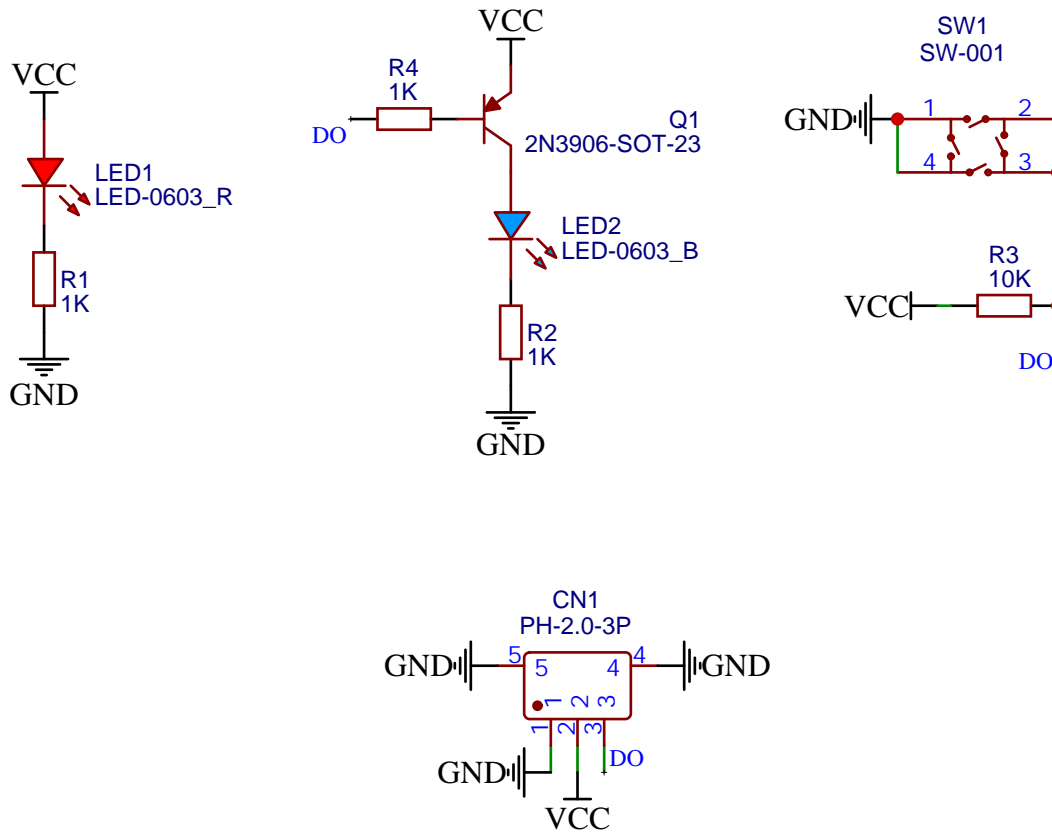 VCC
LED1
LED-0603_R
R1
1K
GND
VCC
R4
1K
DO
Q1
2N3906-SOT-23
LED2
LED-0603_B
R2
1K
GND
SW1
SW-001
GND
1
2
4
3
R3
10K
VCC
DO
CN1
PH-2.0-3P
GND
5
5
4
4
GND
1
2
3
1
2
3
DO
GND
VCC